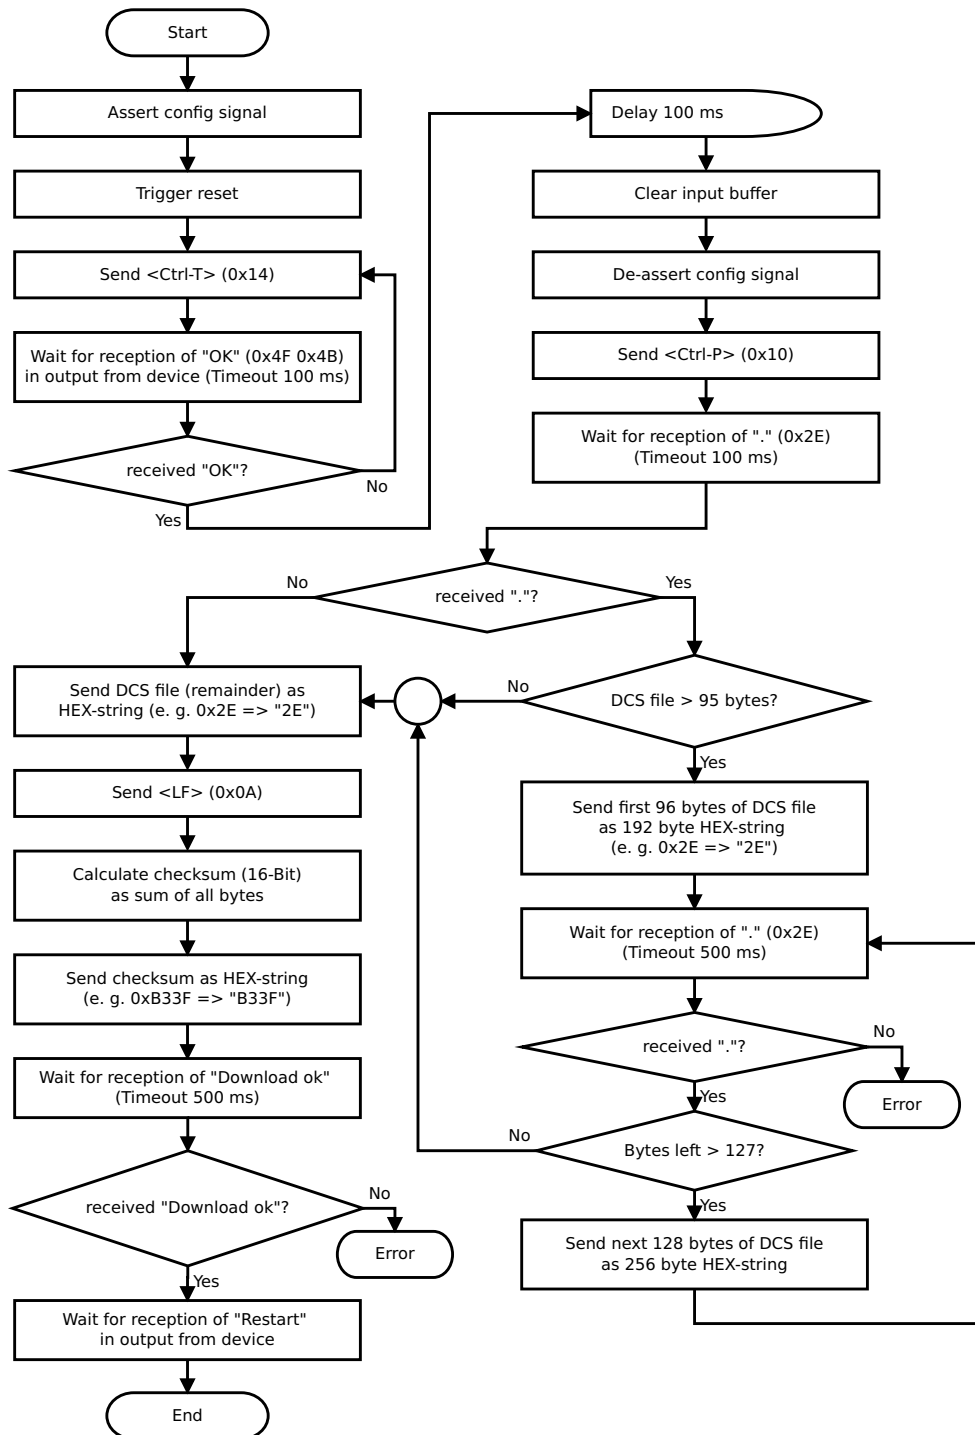 Start
Assert config signal
Trigger reset
Send <Ctrl-T> (0x14)
Wait for reception of "OK" (0x4F 0x4B)
in output from device (Timeout 100 ms)
received "OK"?
No
Yes
Delay 100 ms
Clear input buffer
De-assert config signal
Send <Ctrl-P> (0x10)
Wait for reception of "." (0x2E)
(Timeout 100 ms)
received "."?
No
Yes
Send DCS file (remainder) as
HEX-string (e. g. 0x2E => "2E")
Send <LF> (0x0A)
Calculate checksum (16-Bit)
as sum of all bytes
Send checksum as HEX-string
(e. g. 0xB33F => "B33F")
Wait for reception of "Download ok"
(Timeout 500 ms)
received "Download ok"?
No
Error
Yes
Wait for reception of "Restart"
in output from device
End
DCS file > 95 bytes?
No
Yes
Send first 96 bytes of DCS file
as 192 byte HEX-string
(e. g. 0x2E => "2E")
Wait for reception of "." (0x2E)
(Timeout 500 ms)
received "."?
No
Error
Yes
Bytes left > 127?
No
Yes
Send next 128 bytes of DCS file
as 256 byte HEX-string